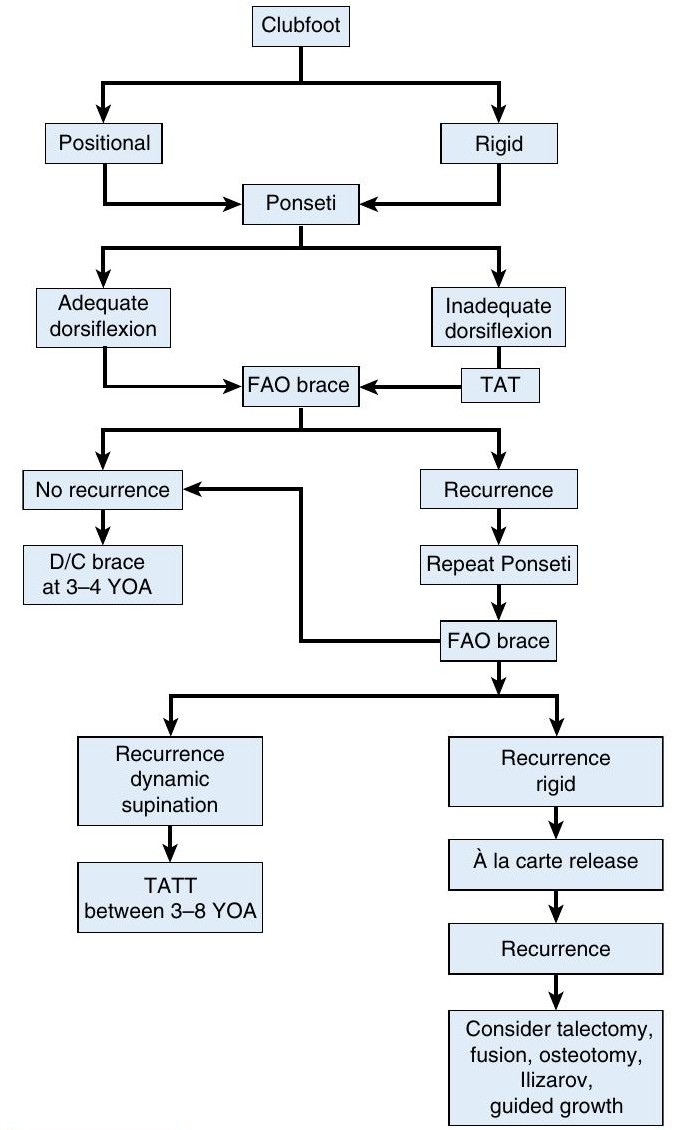 Clubfoot
Positional
Rigid
Ponseti
Adequate
dorsiflexion
Inadequate
dorsiflexion
FAO brace
TAT
No recurrence
Recurrence
D/C brace
at 3–4 YOA
Repeat Ponseti
FAO brace
Recurrence
dynamic
supination
Recurrence
rigid
TATT
between 3–8 YOA
À la carte release
Recurrence
Consider talectomy,
fusion, osteotomy,
Ilizarov,
guided growth